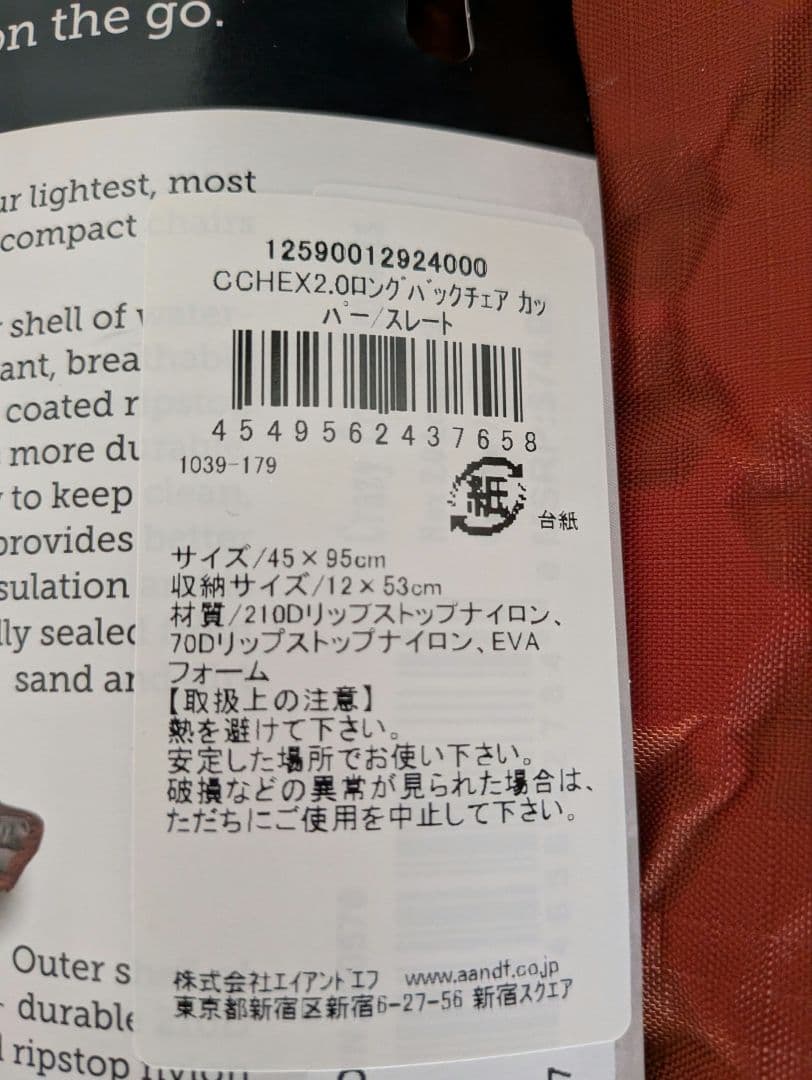 on the go.
ur lightest, most
compact chairs
shell of water-
ant, breathable
coated ripstop
more durable
to keep clean,
provides better
sulation
lly sealed
sand and
12590012924000
CCHEX2.0ロングバックチェア カッ
パー/スレート
4549562437658
1039-179
紙
台紙
サイズ/45×95cm
収納サイズ/12×53cm
材質/210Dリップストップナイロン、
70Dリップストップナイロン、EVA
フォーム
【取扱上の注意】
熱を避けて下さい。
安定した場所でお使い下さい。
破損などの異常が見られた場合は、
ただちにご使用を中止して下さい。
株式会社エイアンドエフ www.aandf.co.jp
東京都新宿区新宿6-27-56 新宿スクエア
Outer s
durable
ripstop nylon